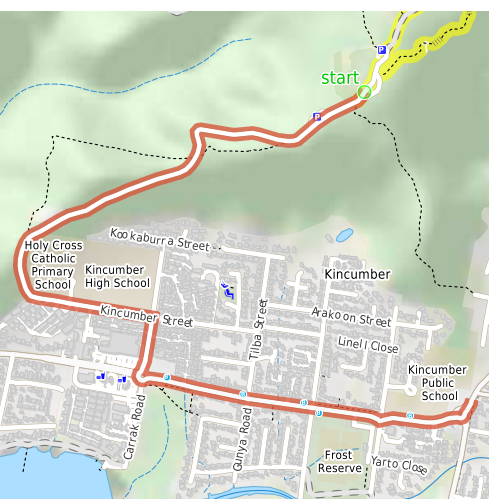 P
start
P
Kookaburra Street
Holy Cross
Catholic
Primary
School
Kincumber
High School
Kincumber
Kincumber Street
Tilba Street
Arakoon Street
Linell Close
Kincumber
Public
School
Carrak Road
Gunya Road
Frost
Reserve
Yarto Close